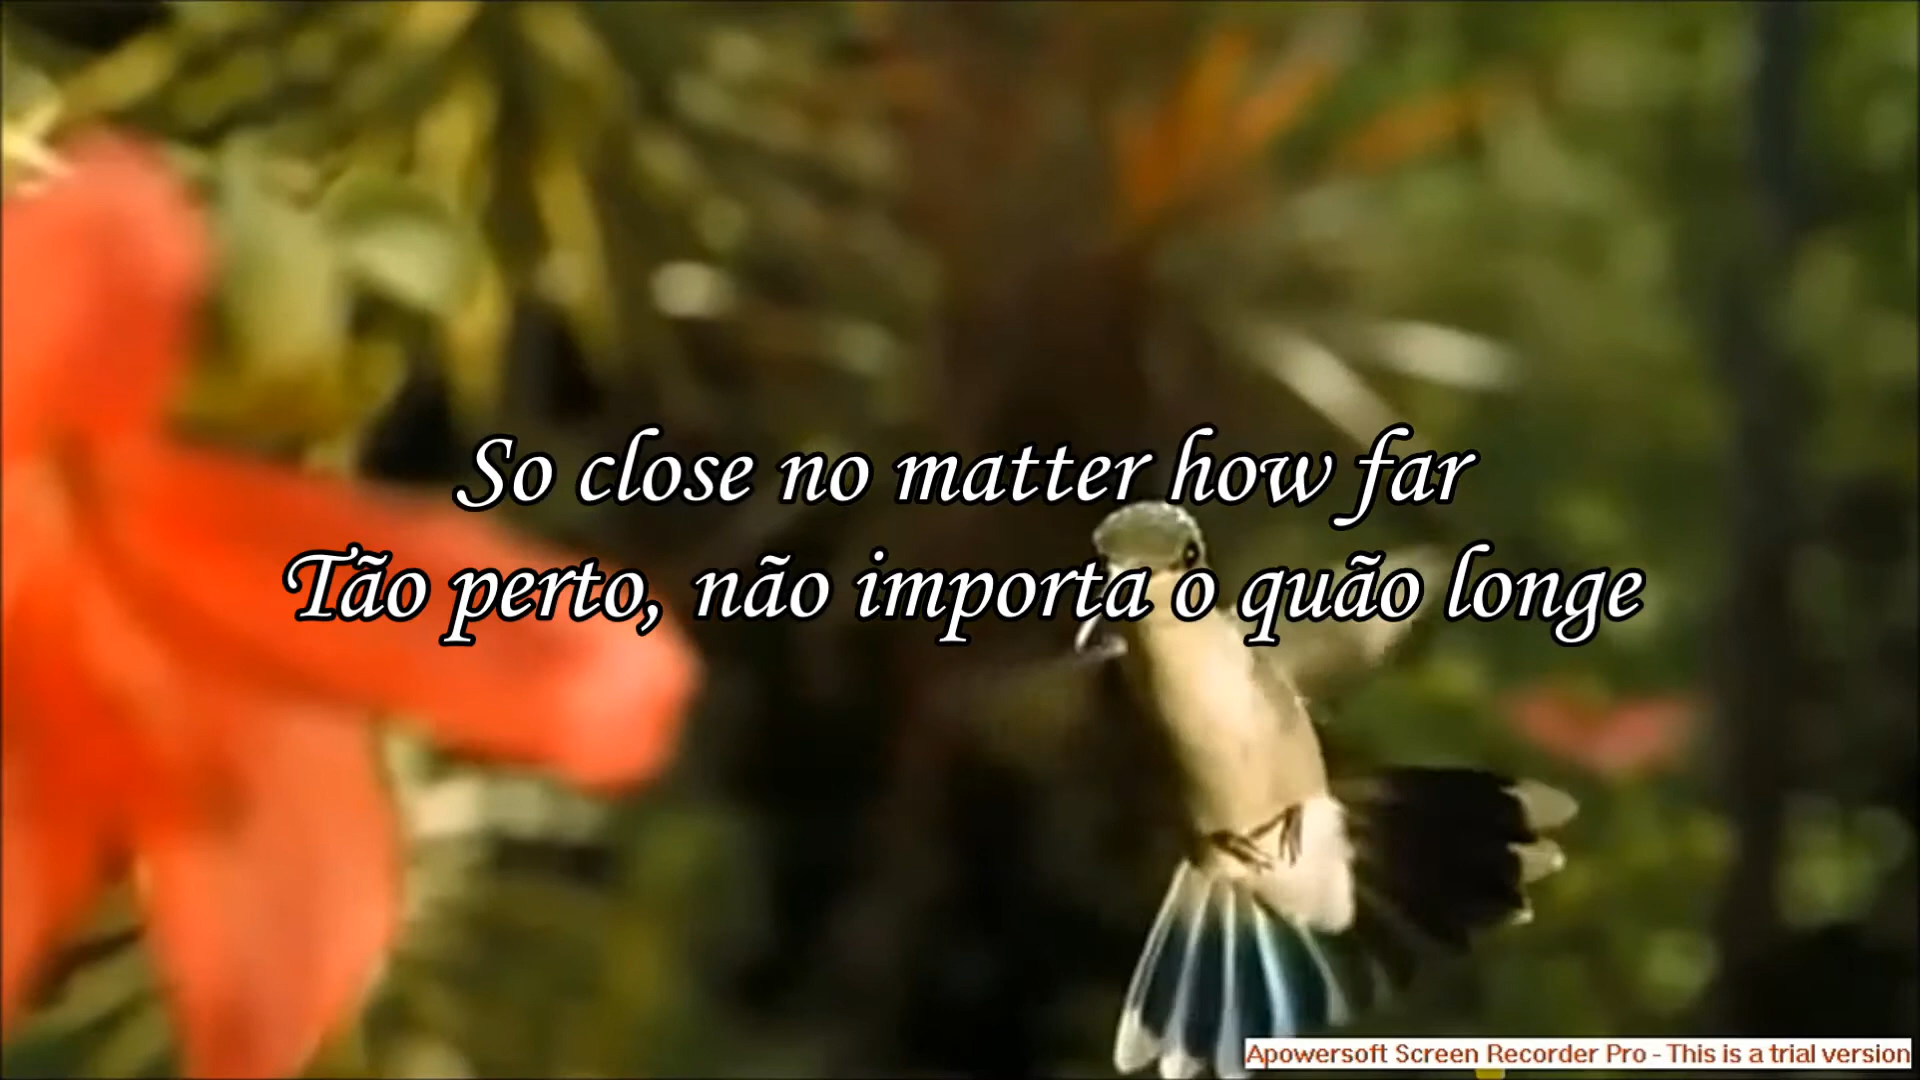 So close no matter how far
Tão perto, não importa o quão longe
Apowersoft Screen Recorder Pro - This is a trial version